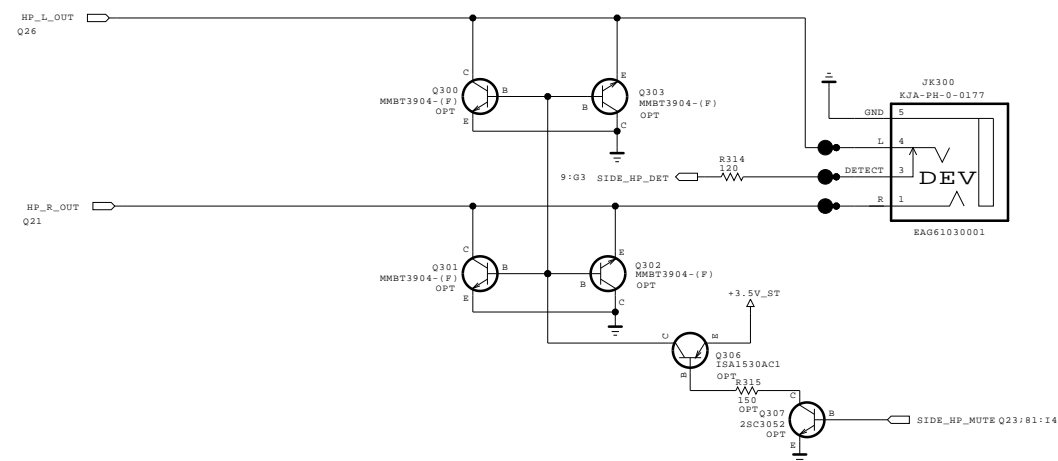 HP_L_OUT
Q26
C
Q300
MMBT3904-(F)
OPT
B
E
E
Q303
MMBT3904-(F)
OPT
B
C
JK300
KJA-PH-0-0177
GND 5
L 4
DETECT 3
R 1
DEV
EAG61030001
R314
120
9:G3 SIDE_HP_DET
HP_R_OUT
Q21
C
Q301
MMBT3904-(F)
OPT
B
E
E
Q302
MMBT3904-(F)
OPT
B
C
+3.5V_ST
C
E
Q306
ISA1530AC1
OPT
B
R315
150
OPT
C
Q307
2SC3052
OPT
B
E
SIDE_HP_MUTE Q23;81:I4